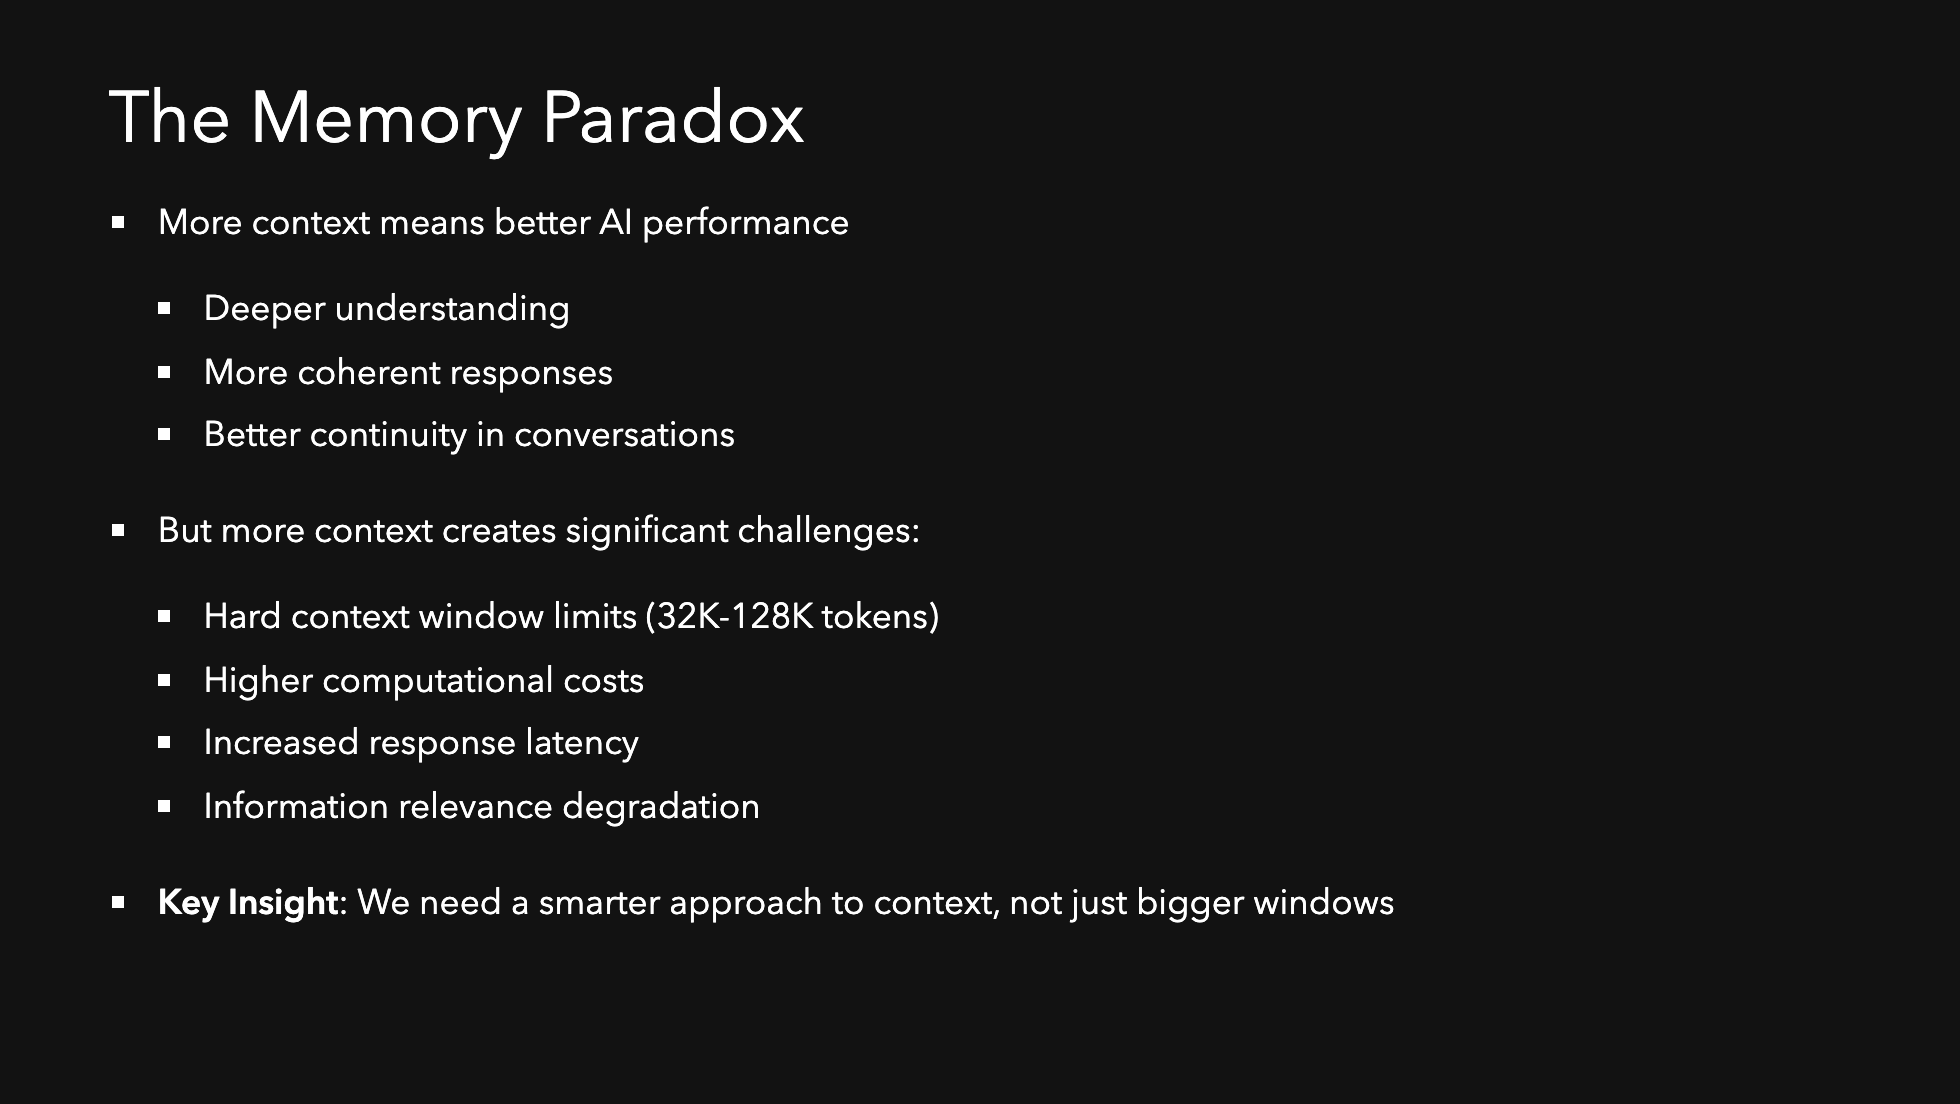 The Memory Paradox
More context means better AI performance
Deeper understanding
More coherent responses
Better continuity in conversations
But more context creates significant challenges:
Hard context window limits (32K-128K tokens)
Higher computational costs
Increased response latency
Information relevance degradation
Key Insight: We need a smarter approach to context, not just bigger windows